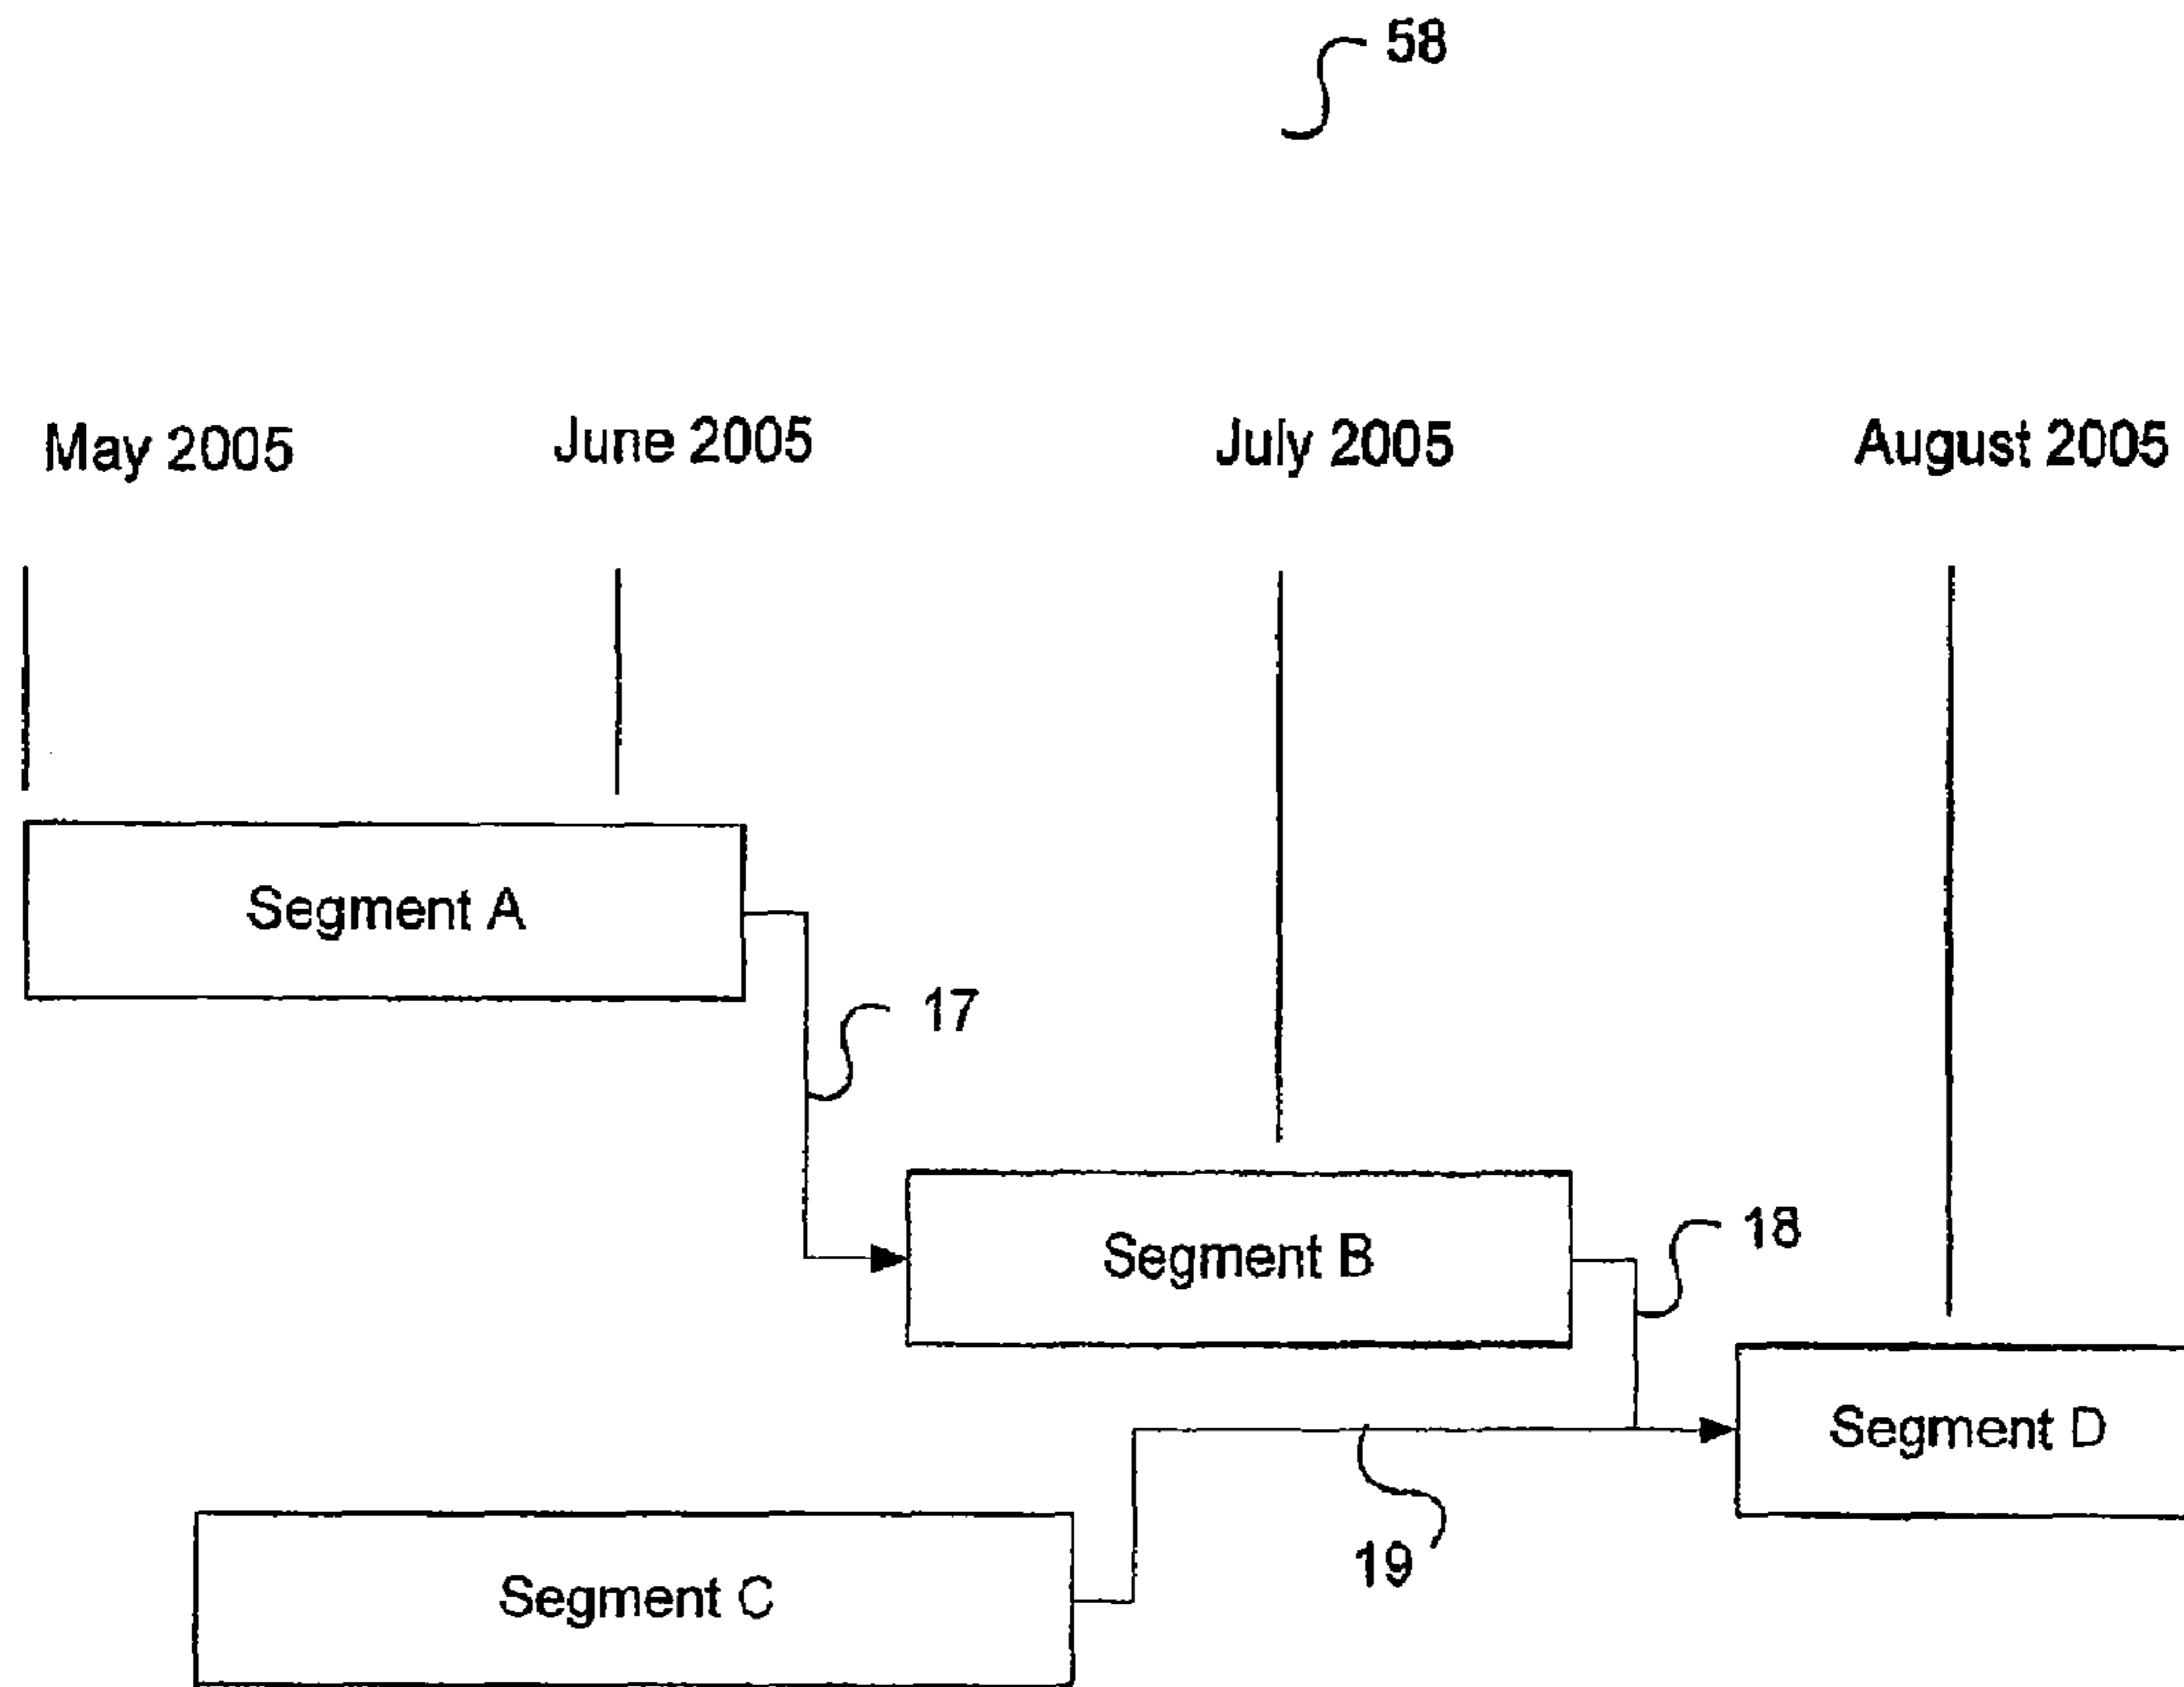 58
May 2005 June 2005 July 2005 August 2005
Segment A
17
Segment B
18
Segment D
19
Segment C